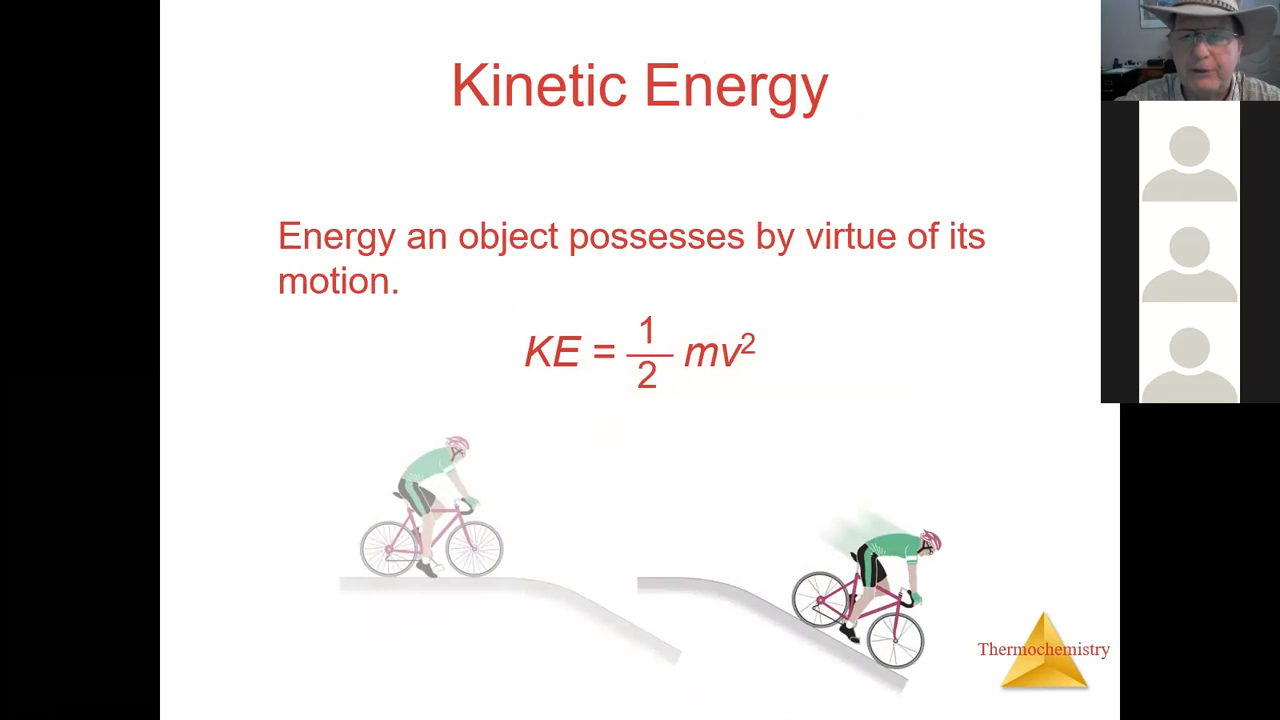 Kinetic Energy
Energy an object possesses by virtue of its
motion.
KE = 1/2 mv²
Thermochemistry